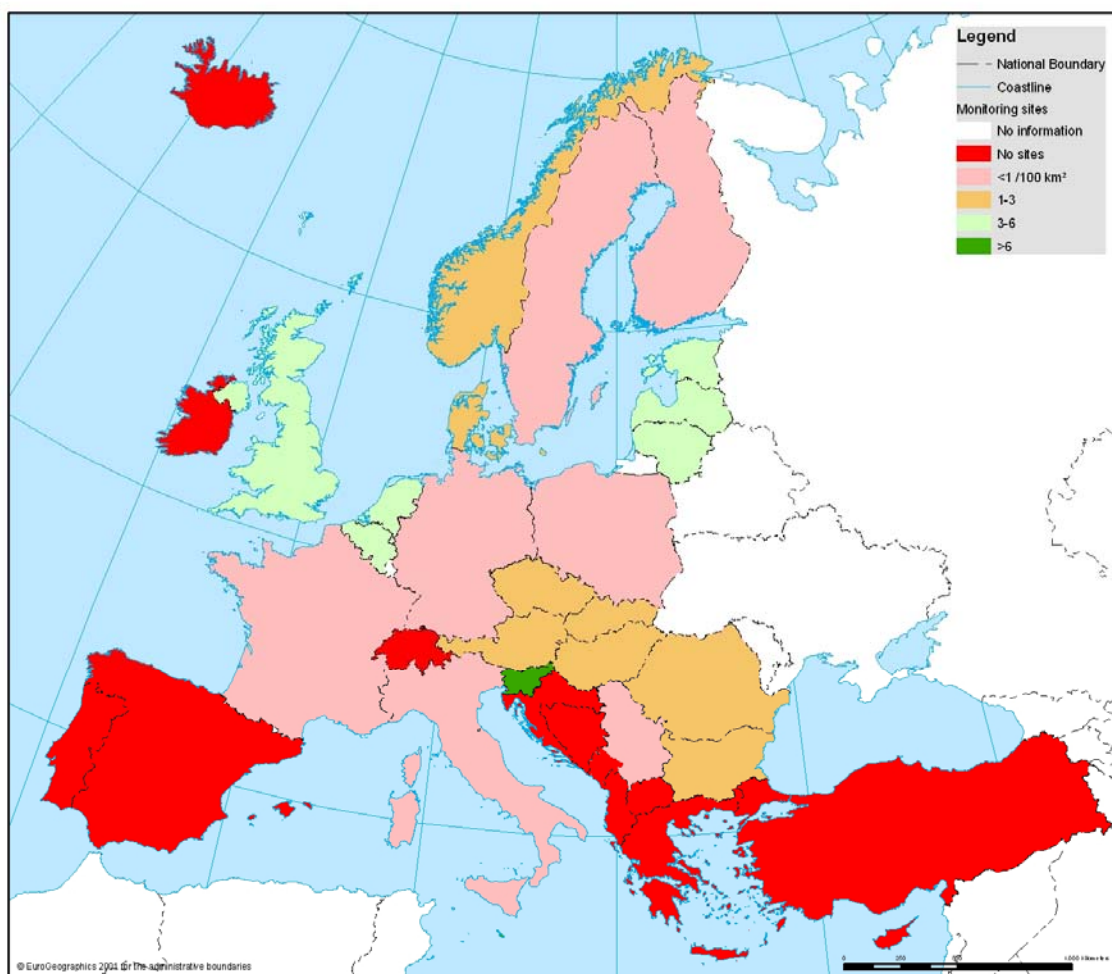 Legend
National Boundary
Coastline
Monitoring sites
No information
No sites
<1 /100 km²
1-3
3-6
>6
© EuroGeographics 2001 for the administrative boundaries